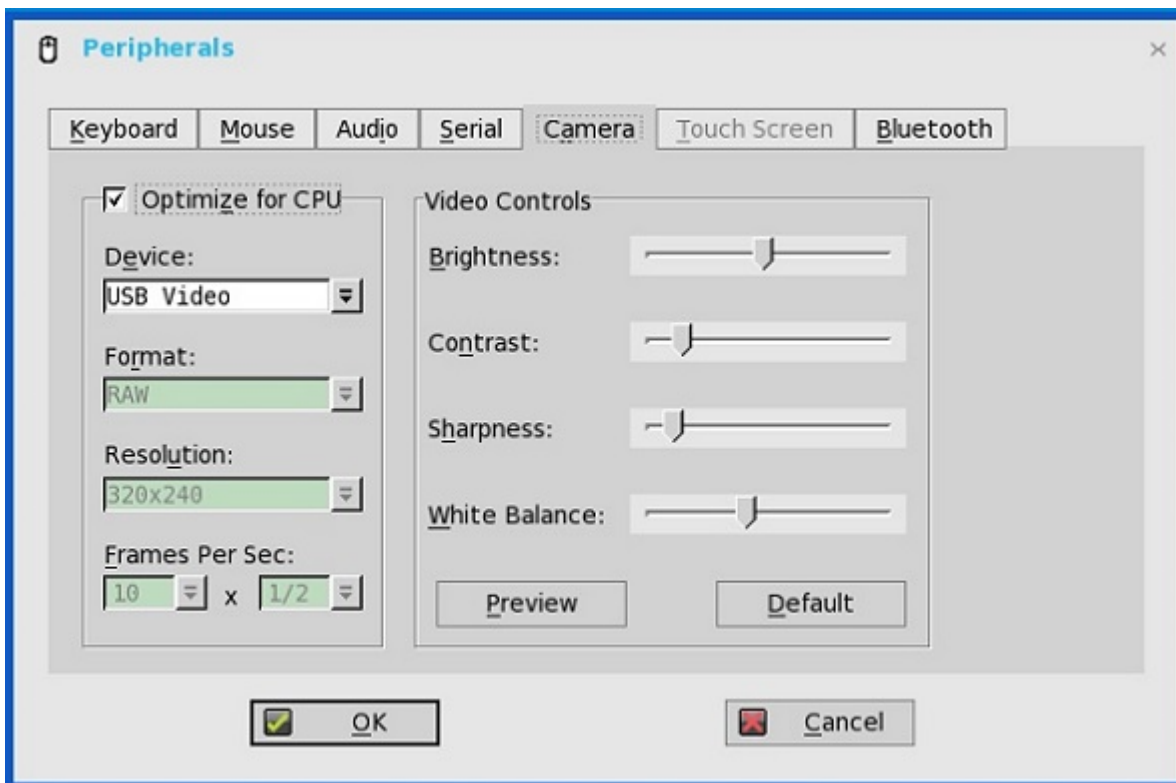 Peripherals
Keyboard Mouse Audio Serial Camera Touch Screen Bluetooth
Optimize for CPU
Device:
USB Video
Format:
RAW
Resolution:
320x240
Frames Per Sec:
10 x 1/2
Video Controls
Brightness:
Contrast:
Sharpness:
White Balance:
Preview Default
OK Cancel